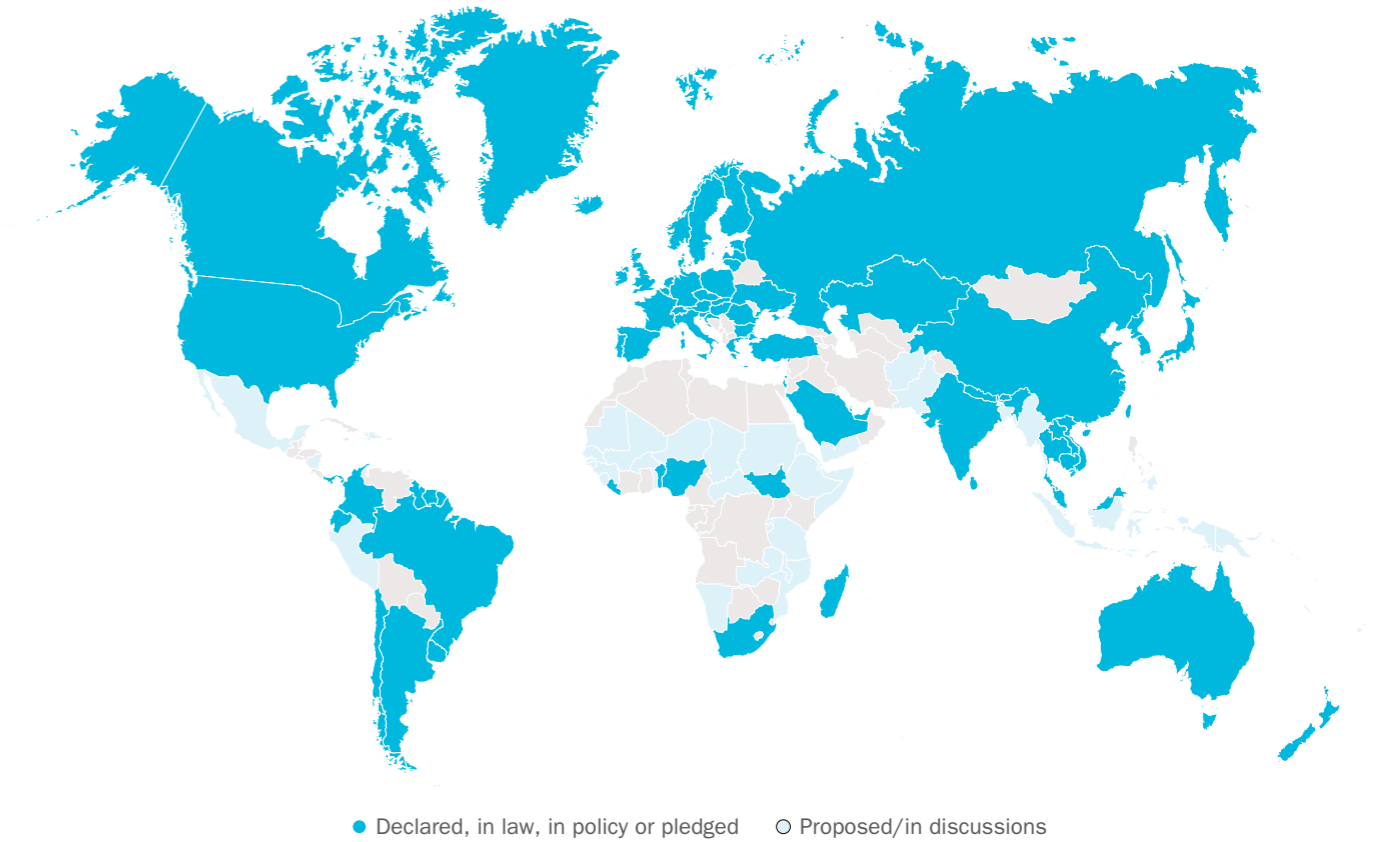 Declared, in law, in policy or pledged Proposed/in discussions